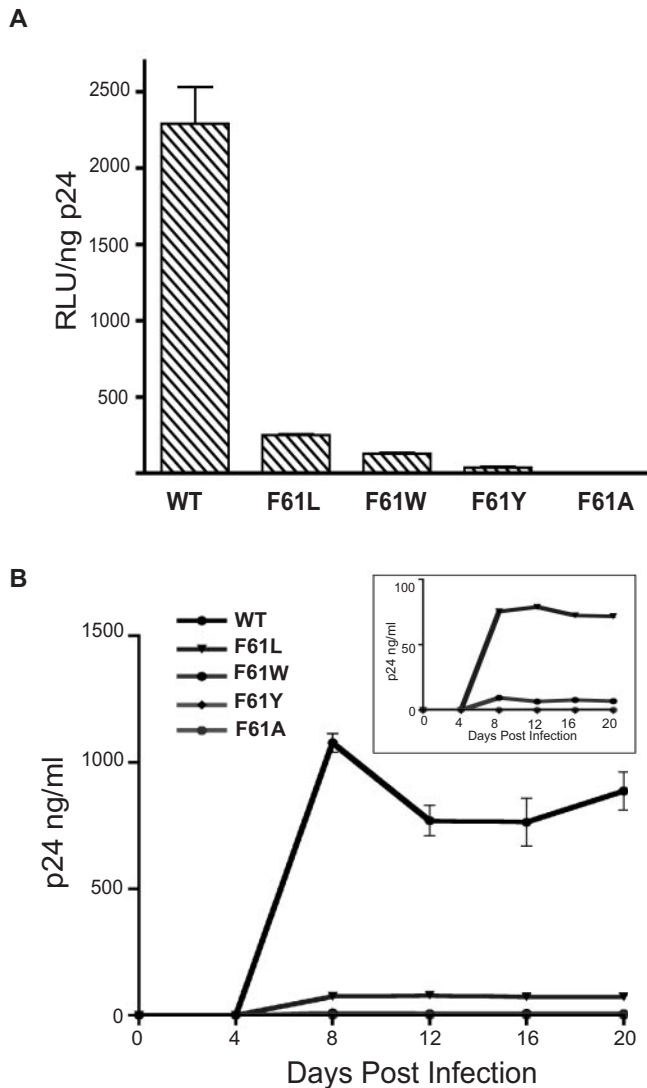 A
RLU/ng p24
2500
2000
1500
1000
500
WT F61L F61W F61Y F61A
B
p24 ng/ml
1500
1000
500
0
WT
F61L
F61W
F61Y
F61A
p24 ng/ml
100
50
0
0 4 8 12 16 20
Days Post Infection
0 4 8 12 16 20
Days Post Infection